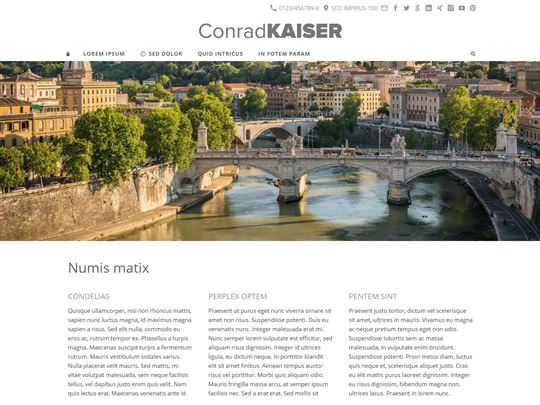 0123/456789-0 SED IMPRIUS 100
ConradKAISER
LOREM IPSUM SED DOLOR QUID INTRICUS IN FOTEM PARAM
Numis matix
CONDELIAS
Quisque ullamcorper, nisi non rhoncus mattis,
sapien nunc luctus magna, id maximus magna
sapien a risus. Sed elit nulla, commodo eu
eros ac, rutrum tempor ex. Phasellus a turpis
magna. Maecenas suscipit turpis a fermentum
rutrum. Mauris vestibulum sodales varius.
Nulla placerat velit mauris. Sed mattis, mi
vitae volutpat malesuada, sem neque facilisis
tellus, vel dapibus justo enim quis velit. Nam
quis lectus erat. Maecenas venenatis ante id
PERPLEX OPTEM
Praesent ut purus eget nunc viverra ornare sit
amet non risus. Suspendisse potenti. Duis eu
venenatis nunc. Integer malesuada erat mi.
Nunc semper lorem vulputate est efficitur, sed
aliquam risus dignissim. Integer id ultrices
ligula, eu dictum neque. In porttitor blandit
elit sit amet finibus. Aenean tempus auctor
risus vel porttitor. Morbi quis aliquam odio.
Mauris fringilla massa arcu, at semper ipsum
facilisis nec. Sed a erat erat. Sed mollis sit
PENTEM SINT
Praesent justo tortor, dictum vel scelerisque
sit amet, ultrices in mauris. Vivamus eu magna
ac neque pretium tempus eget non odio.
Suspendisse lobortis sem ac massa
malesuada, in vulputate enim tincidunt.
Suspendisse potenti. Proin metus diam, luctus
quis neque et, scelerisque aliquet justo. Cras
eu elit mattis purus laoreet dignissim. Integer
eu risus dignissim, bibendum magna non,
ultrices lacus. Aliquam erat laoreet in lorem